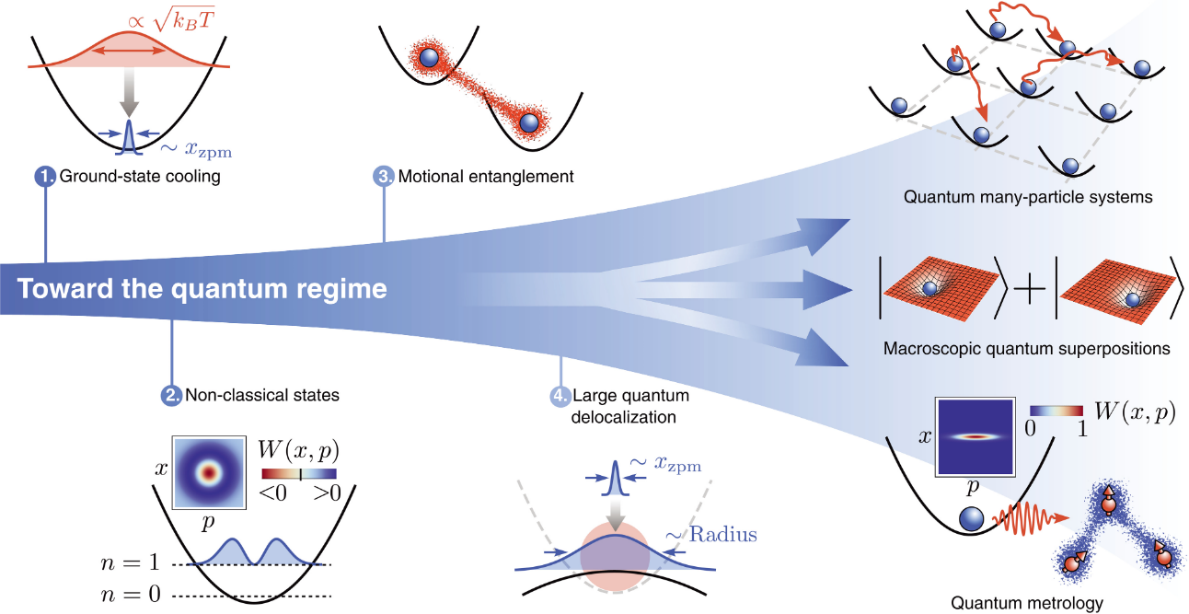 ∝ √k_BT
∼ x_zpm
1. Ground-state cooling
3. Motional entanglement
Quantum many-particle systems
Toward the quantum regime
| ⟩ + | ⟩
Macroscopic quantum superpositions
2. Non-classical states
4. Large quantum
delocalization
W(x, p)
<0 >0
x
p
n = 1
n = 0
∼ x_zpm
∼ Radius
W(x, p)
0 1
x
p
Quantum metrology